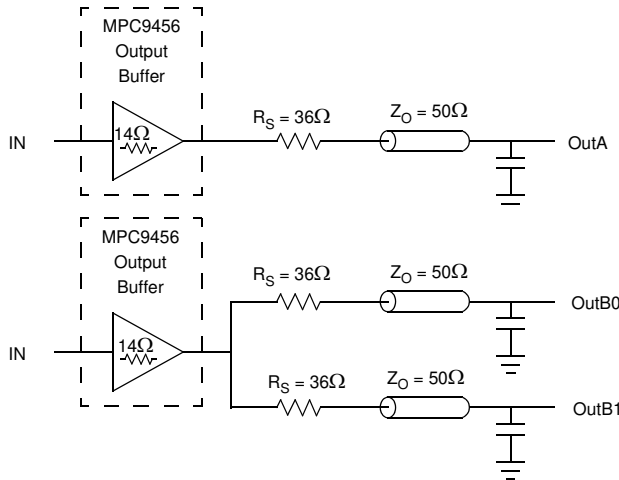 MPC9456
Output
Buffer
14Ω
IN
R_S = 36Ω
Z_O = 50Ω
OutA
MPC9456
Output
Buffer
14Ω
IN
R_S = 36Ω
Z_O = 50Ω
OutB0
R_S = 36Ω
Z_O = 50Ω
OutB1